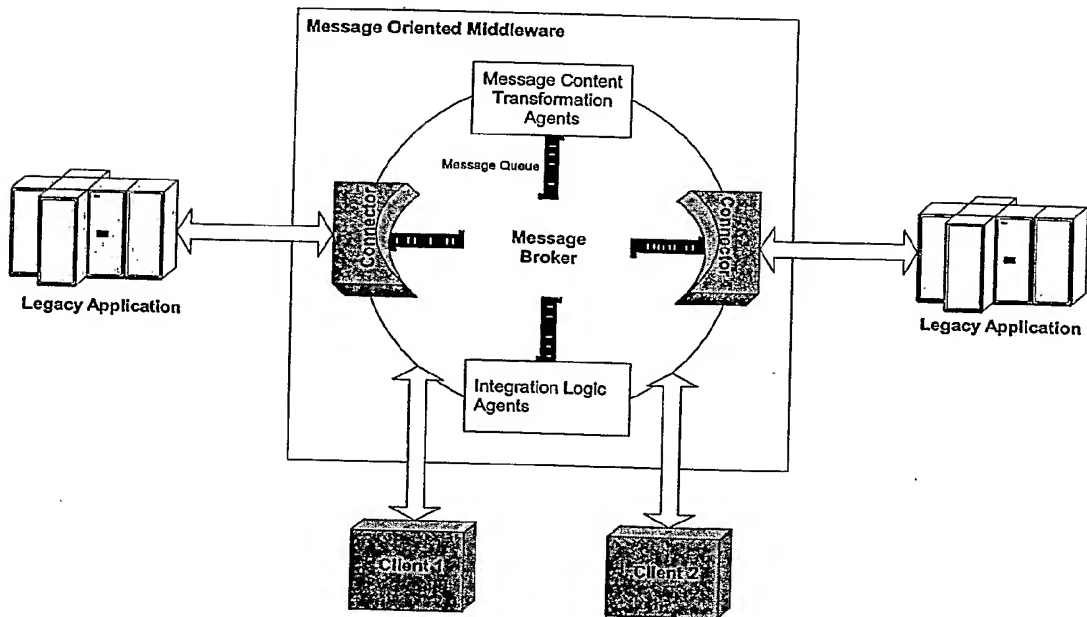 Message Oriented Middleware
Message Content
Transformation
Agents
Message Queue
Connector
Connector
Message
Broker
Legacy Application
Legacy Application
Integration Logic
Agents
Client 1
Client 2